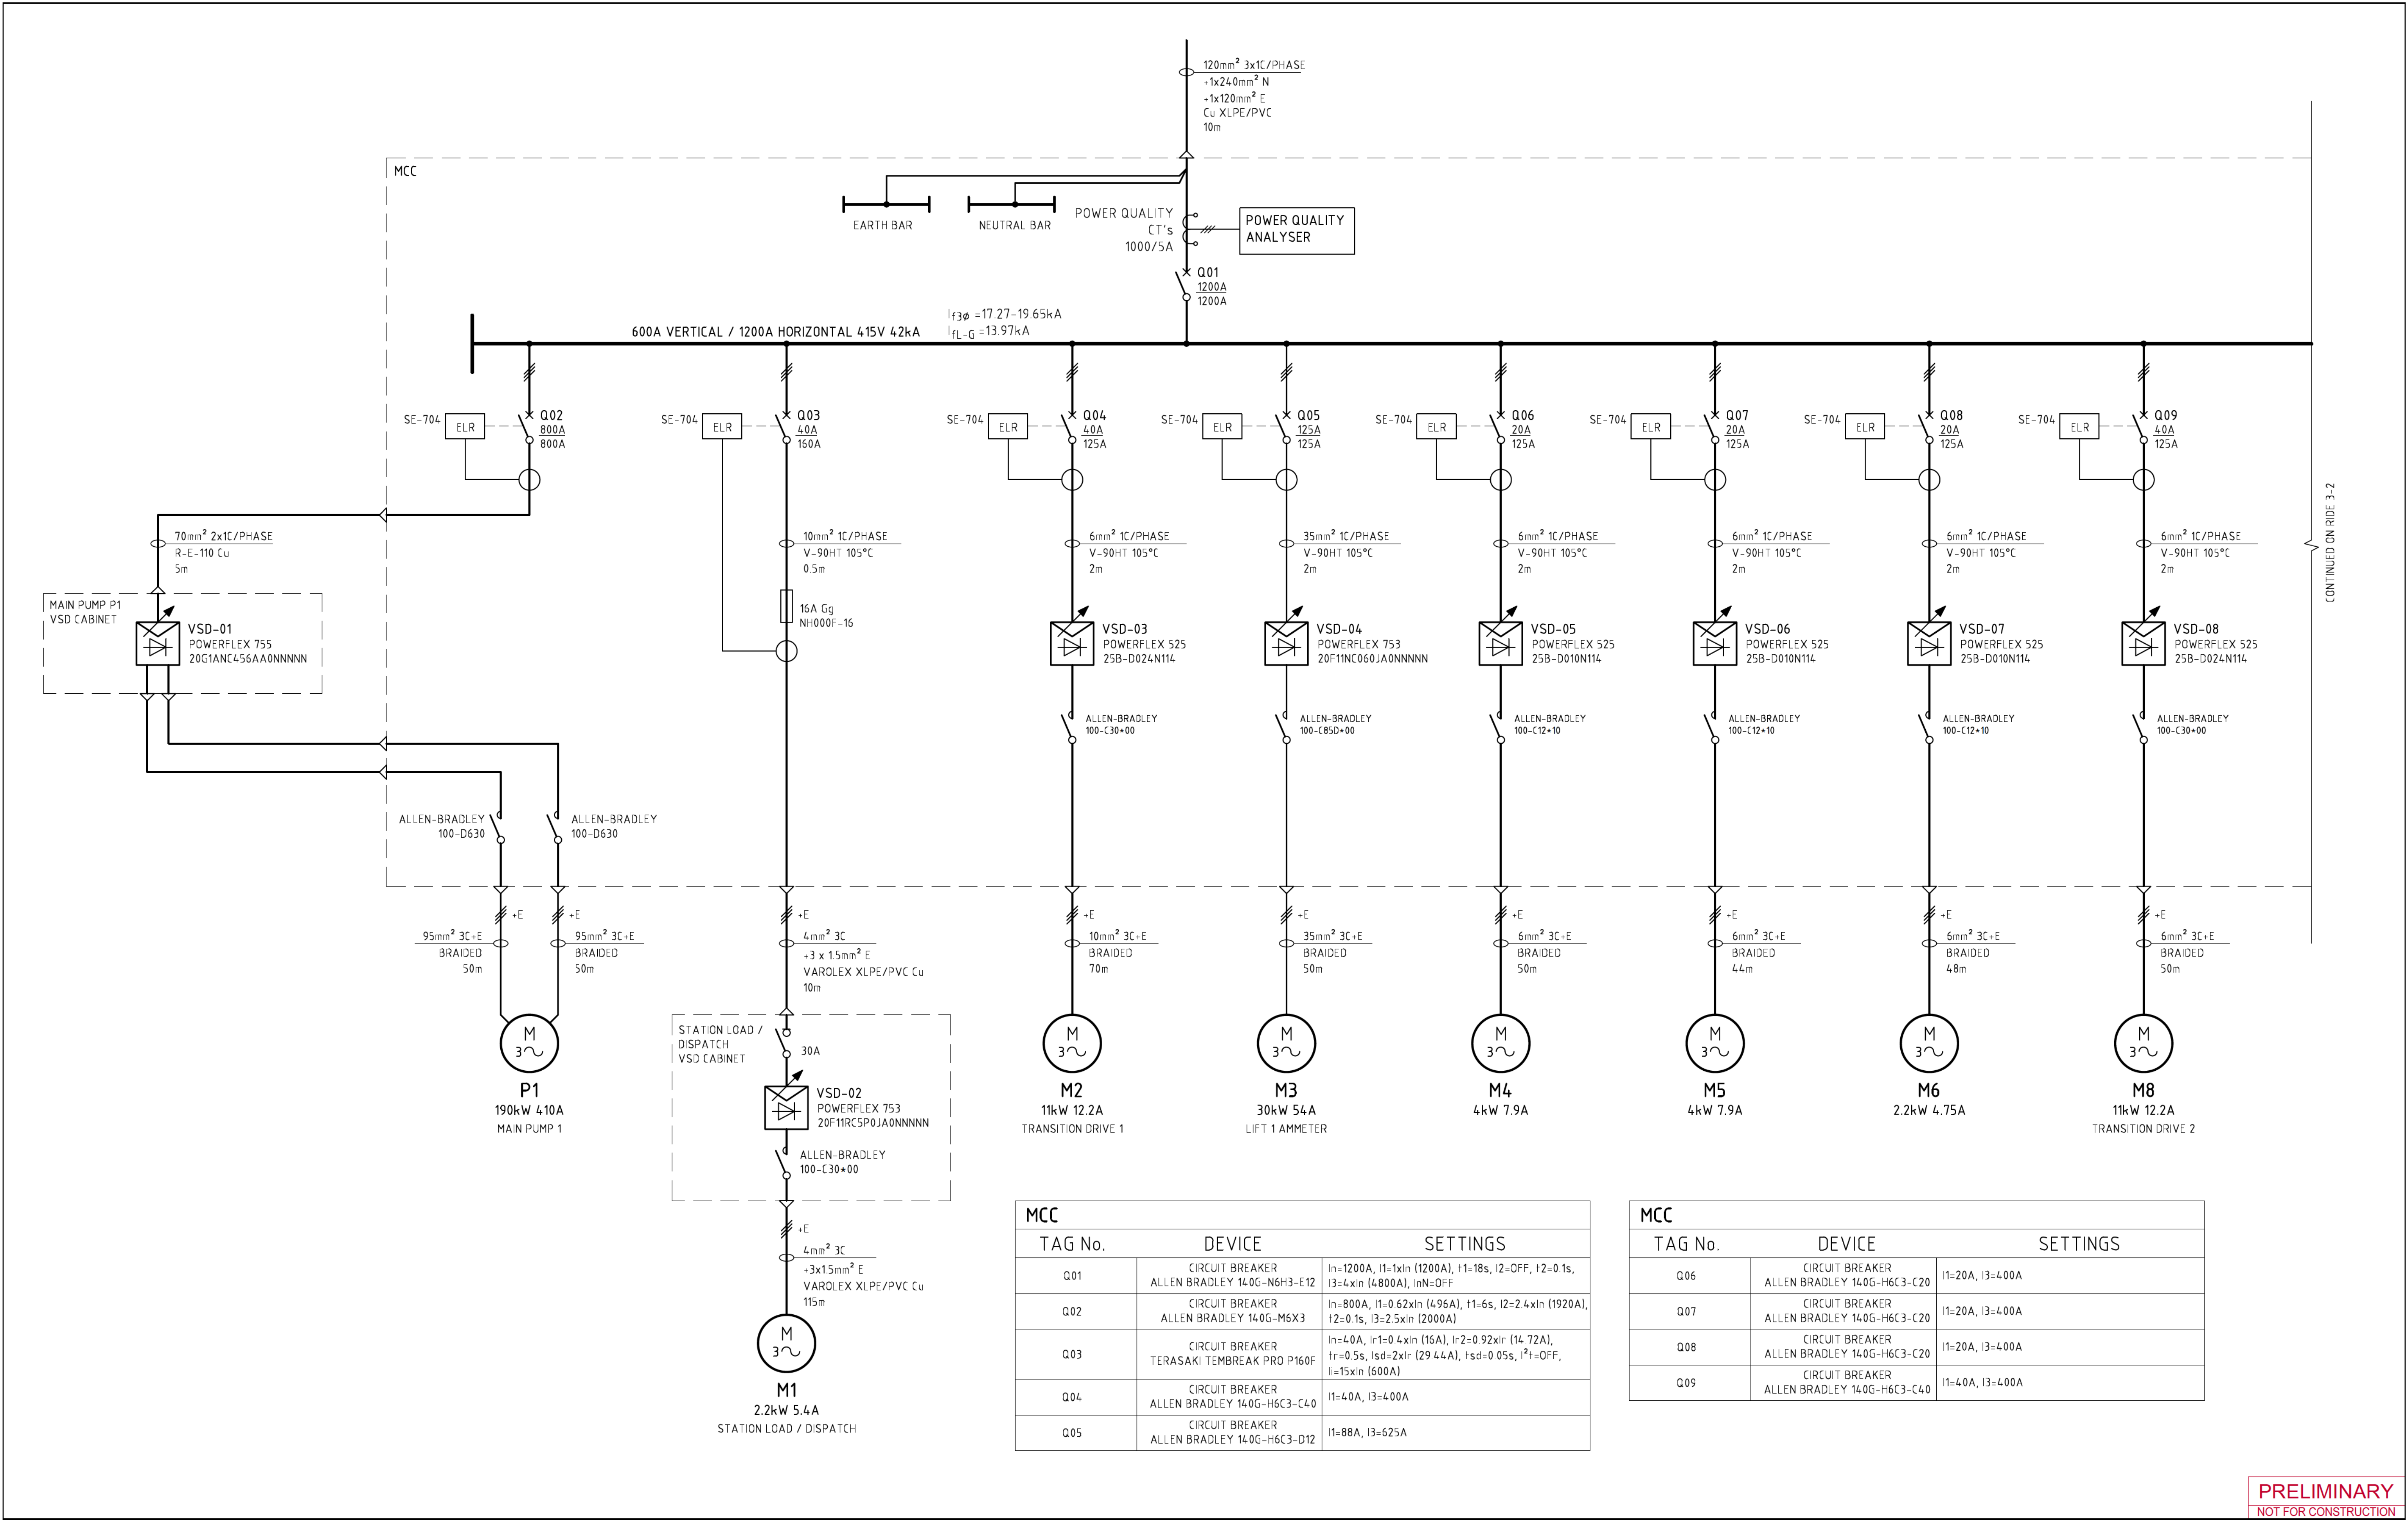 120mm² 3x1C/PHASE
+1x240mm² N
+1x120mm² E
Cu XLPE/PVC
10m
MCC
EARTH BAR
NEUTRAL BAR
POWER QUALITY
CT's
1000/5A
POWER QUALITY
ANALYSER
Q01
1200A
1200A
600A VERTICAL / 1200A HORIZONTAL 415V 42kA
If3ø =17.27-19.65kA
IfL-G =13.97kA
SE-704
ELR
Q02
800A
800A
SE-704
ELR
Q03
40A
160A
SE-704
ELR
Q04
40A
125A
SE-704
ELR
Q05
125A
125A
SE-704
ELR
Q06
20A
125A
SE-704
ELR
Q07
20A
125A
SE-704
ELR
Q08
20A
125A
SE-704
ELR
Q09
40A
125A
CONTINUED ON RIDE 3-2
70mm² 2x1C/PHASE
R-E-110 Cu
5m
10mm² 1C/PHASE
V-90HT 105°C
0.5m
6mm² 1C/PHASE
V-90HT 105°C
2m
35mm² 1C/PHASE
V-90HT 105°C
2m
6mm² 1C/PHASE
V-90HT 105°C
2m
6mm² 1C/PHASE
V-90HT 105°C
2m
6mm² 1C/PHASE
V-90HT 105°C
2m
6mm² 1C/PHASE
V-90HT 105°C
2m
MAIN PUMP P1
VSD CABINET
VSD-01
POWERFLEX 755
20G1ANC456AA0NNNNN
16A Gg
NH000F-16
VSD-03
POWERFLEX 525
25B-D024N114
VSD-04
POWERFLEX 753
20F11NC060JA0NNNNN
VSD-05
POWERFLEX 525
25B-D010N114
VSD-06
POWERFLEX 525
25B-D010N114
VSD-07
POWERFLEX 525
25B-D010N114
VSD-08
POWERFLEX 525
25B-D024N114
ALLEN-BRADLEY
100-C30*00
ALLEN-BRADLEY
100-C85D*00
ALLEN-BRADLEY
100-C12*10
ALLEN-BRADLEY
100-C12*10
ALLEN-BRADLEY
100-C12*10
ALLEN-BRADLEY
100-C30*00
ALLEN-BRADLEY
100-D630
ALLEN-BRADLEY
100-D630
+E
+E
+E
+E
+E
+E
+E
+E
+E
95mm² 3C+E
BRAIDED
50m
95mm² 3C+E
BRAIDED
50m
4mm² 3C
+3 x 1.5mm² E
VAROLEX XLPE/PVC Cu
10m
10mm² 3C+E
BRAIDED
70m
35mm² 3C+E
BRAIDED
50m
6mm² 3C+E
BRAIDED
50m
6mm² 3C+E
BRAIDED
44m
6mm² 3C+E
BRAIDED
48m
6mm² 3C+E
BRAIDED
50m
M
3
P1
190kW 410A
MAIN PUMP 1
STATION LOAD /
DISPATCH
VSD CABINET
30A
VSD-02
POWERFLEX 753
20F11RC5P0JA0NNNNN
ALLEN-BRADLEY
100-C30*00
+E
4mm² 3C
+3x1.5mm² E
VAROLEX XLPE/PVC Cu
115m
M
3
M1
2.2kW 5.4A
STATION LOAD / DISPATCH
M
3
M2
11kW 12.2A
TRANSITION DRIVE 1
M
3
M3
30kW 54A
LIFT 1 AMMETER
M
3
M4
4kW 7.9A
M
3
M5
4kW 7.9A
M
3
M6
2.2kW 4.75A
M
3
M8
11kW 12.2A
TRANSITION DRIVE 2
MCC
TAG No. DEVICE SETTINGS
Q01
CIRCUIT BREAKER
ALLEN BRADLEY 140G-N6H3-E12
In=1200A, I1=1xIn (1200A), t1=18s, I2=OFF, t2=0.1s,
I3=4xIn (4800A), InN=OFF
Q02
CIRCUIT BREAKER
ALLEN BRADLEY 140G-M6X3
In=800A, I1=0.62xIn (496A), t1=6s, I2=2.4xIn (1920A),
t2=0.1s, I3=2.5xIn (2000A)
Q03
CIRCUIT BREAKER
TERASAKI TEMBREAK PRO P160F
In=40A, Ir1=0.4xIn (16A), Ir2=0.92xIr (14.72A),
tr=0.5s, Isd=2xIr (29.44A), tsd=0.05s, I²t=OFF,
Ii=15xIn (600A)
Q04
CIRCUIT BREAKER
ALLEN BRADLEY 140G-H6C3-C40
I1=40A, I3=400A
Q05
CIRCUIT BREAKER
ALLEN BRADLEY 140G-H6C3-D12
I1=88A, I3=625A
MCC
TAG No. DEVICE SETTINGS
Q06
CIRCUIT BREAKER
ALLEN BRADLEY 140G-H6C3-C20
I1=20A, I3=400A
Q07
CIRCUIT BREAKER
ALLEN BRADLEY 140G-H6C3-C20
I1=20A, I3=400A
Q08
CIRCUIT BREAKER
ALLEN BRADLEY 140G-H6C3-C20
I1=20A, I3=400A
Q09
CIRCUIT BREAKER
ALLEN BRADLEY 140G-H6C3-C40
I1=40A, I3=400A
PRELIMINARY
NOT FOR CONSTRUCTION